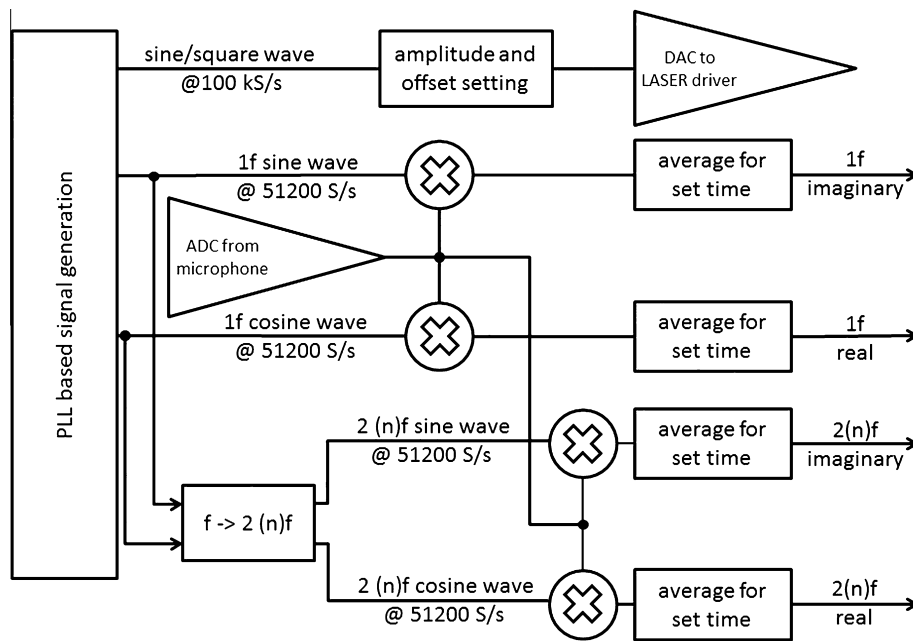 PLL based signal generation
sine/square wave
@100 kS/s
amplitude and
offset setting
DAC to
LASER driver
1f sine wave
@ 51200 S/s
average for
set time
1f
imaginary
ADC from
microphone
1f cosine wave
@ 51200 S/s
average for
set time
1f
real
2 (n)f sine wave
@ 51200 S/s
average for
set time
2(n)f
imaginary
f -> 2 (n)f
2 (n)f cosine wave
@ 51200 S/s
average for
set time
2(n)f
real